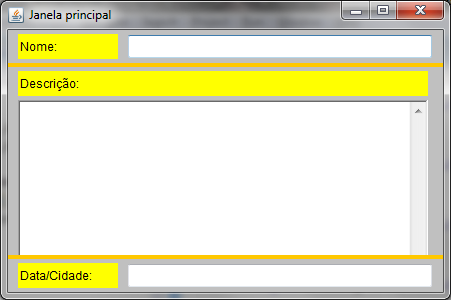 Janela principal
Nome:
Descrição:
Data/Cidade: